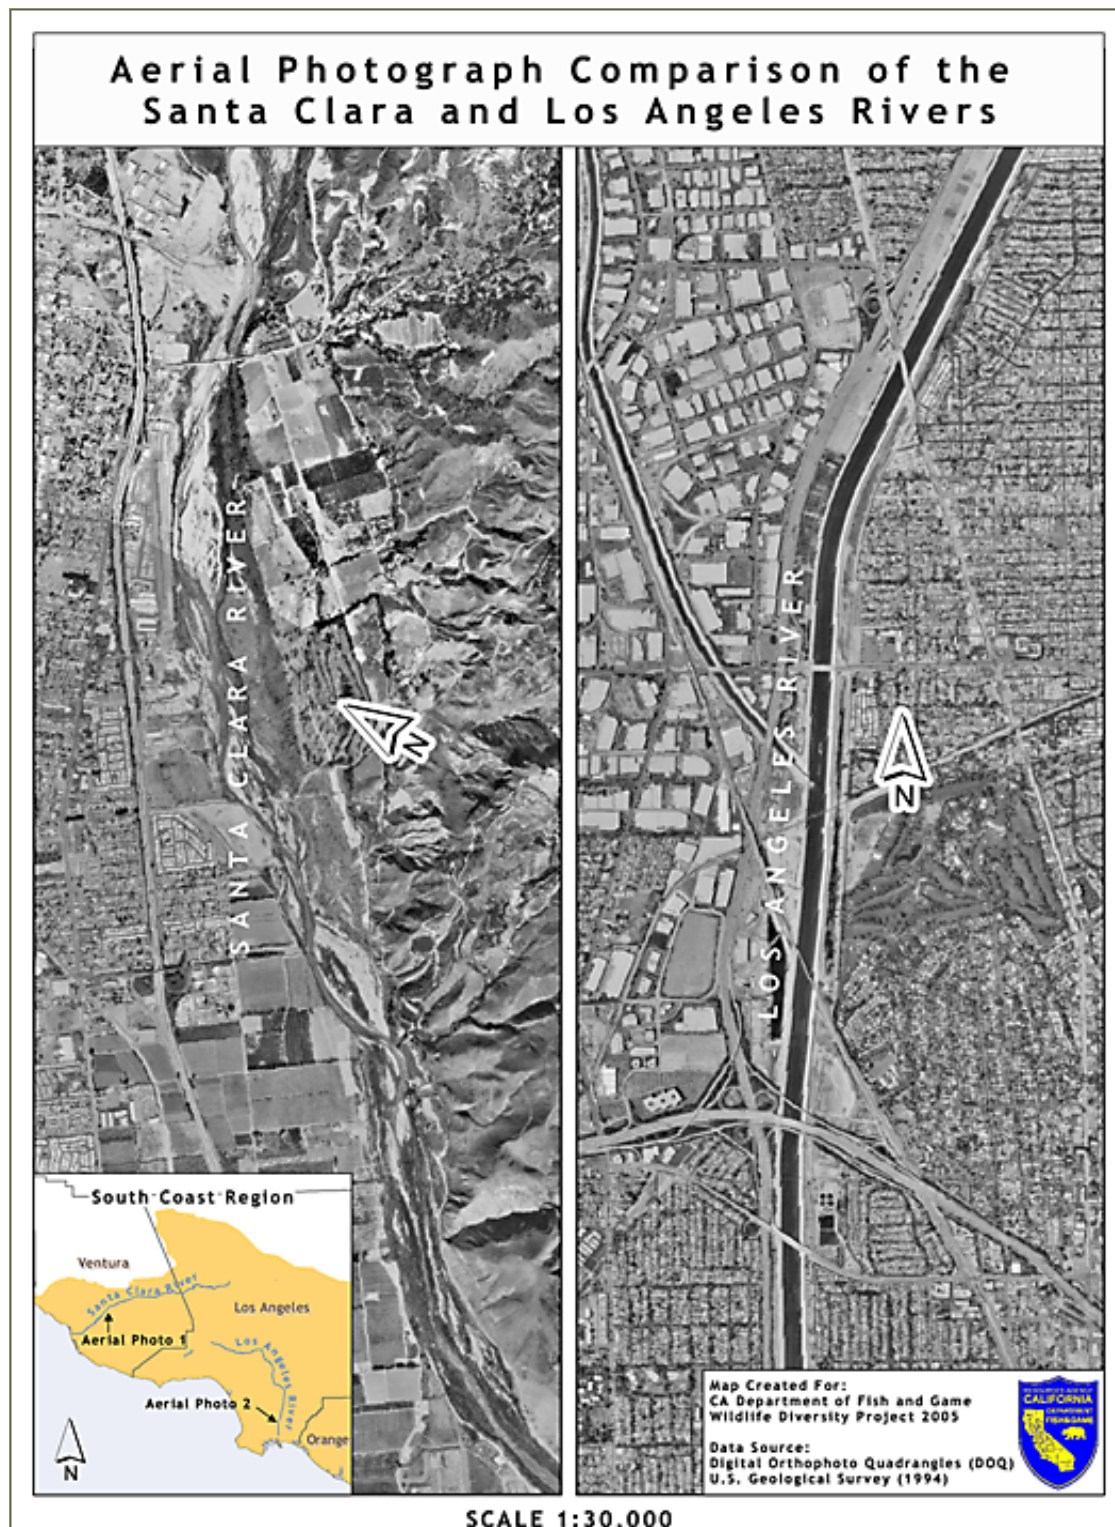 Aerial Photograph Comparison of the
Santa Clara and Los Angeles Rivers
SANTA CLARA RIVER
N
LOS ANGELES RIVER
N
South Coast Region
Ventura
Santa Clara River
Los Angeles
Aerial Photo 1
Los Angeles River
Aerial Photo 2
Orange
N
Map Created For:
CA Department of Fish and Game
Wildlife Diversity Project 2005
Data Source:
Digital Orthophoto Quadrangles (DOQ)
U.S. Geological Survey (1994)
CALIFORNIA
DEPARTMENT
FISH & GAME
SCALE 1:30,000